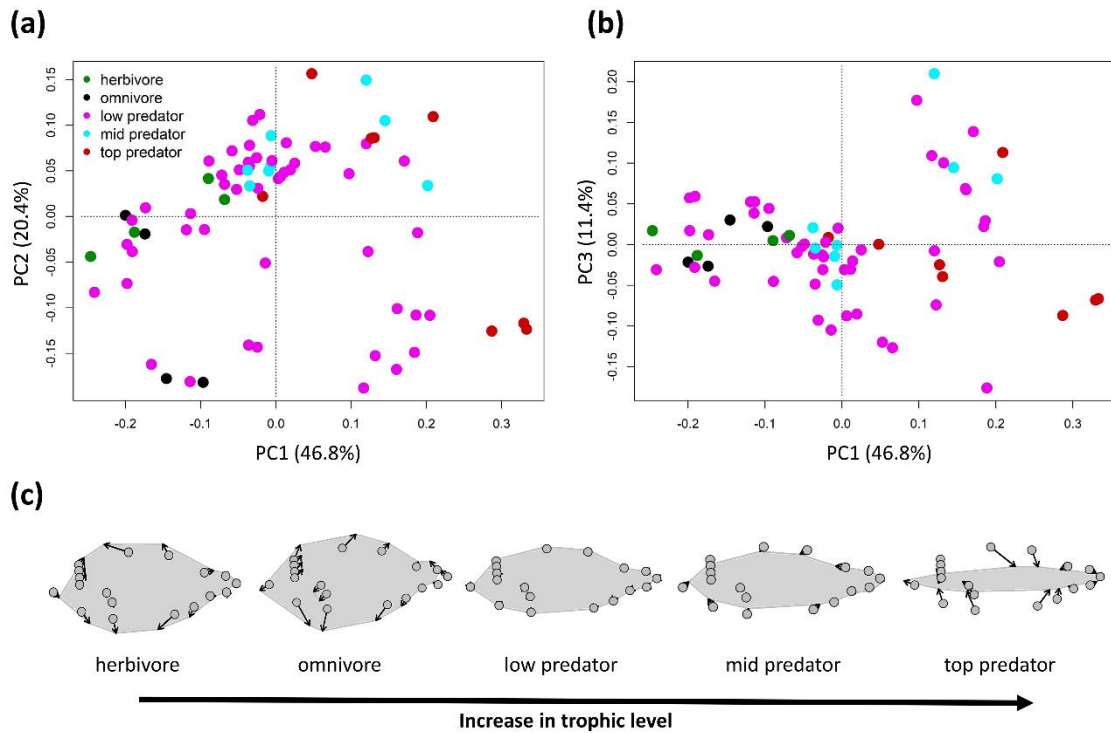 (a)
0.15
0.10
0.05
0.00
-0.05
-0.10
-0.15
PC2 (20.4%)
herbivore
omnivore
low predator
mid predator
top predator
-0.2
-0.1
0.0
0.1
0.2
0.3
PC1 (46.8%)
(b)
0.20
0.15
0.10
0.05
0.00
-0.05
-0.10
-0.15
PC3 (11.4%)
-0.2
-0.1
0.0
0.1
0.2
0.3
PC1 (46.8%)
(c)
herbivore
omnivore
low predator
mid predator
top predator
Increase in trophic level